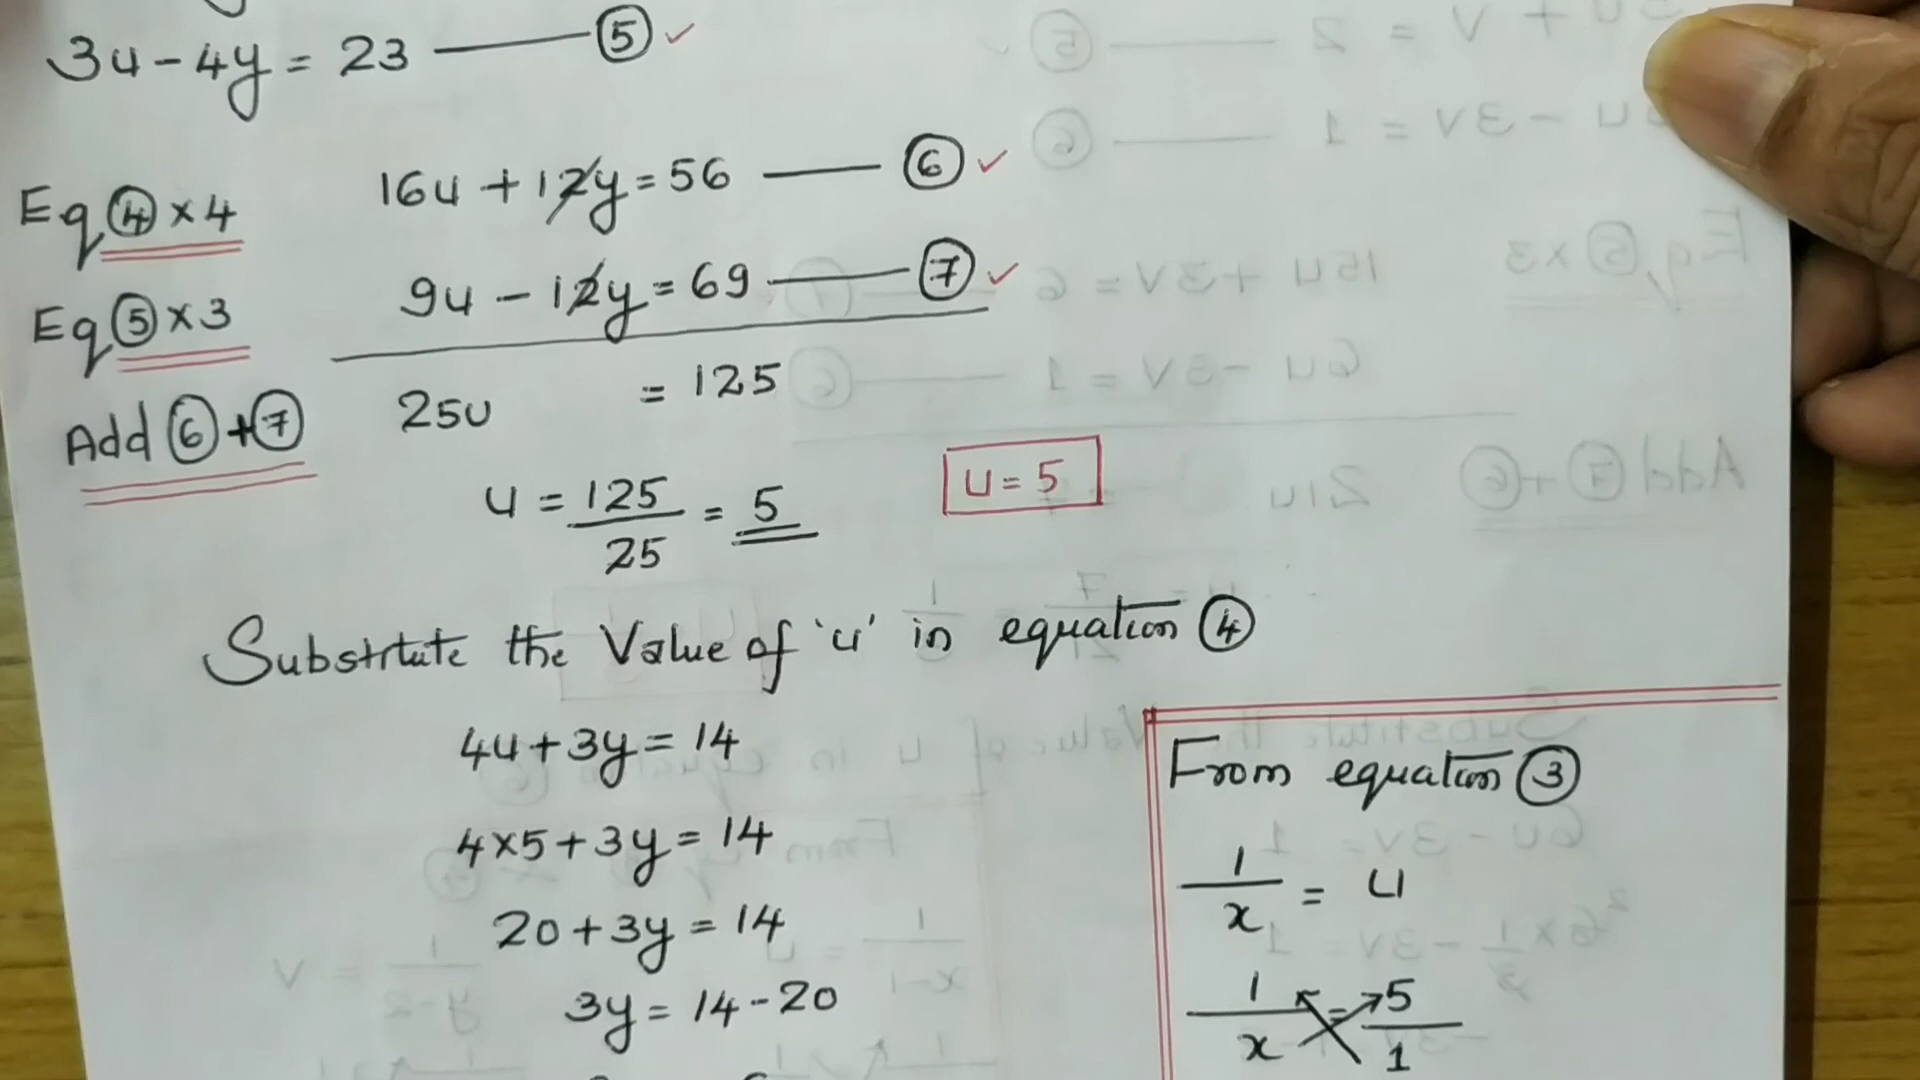 3u - 4y = 23 —— ⑤ ✓
Eq ④ × 4 16u + 12y = 56 —— ⑥ ✓
Eq ⑤ × 3 9u - 12y = 69 —— ⑦ ✓
Add ⑥ + ⑦ 25u = 125
u = 125/25 = 5
u = 5
Substitute the Value of 'u' in equation ④
4u + 3y = 14
4×5 + 3y = 14
20 + 3y = 14
3y = 14 - 20
From equation ③
1/x = u
1/x = 5/1